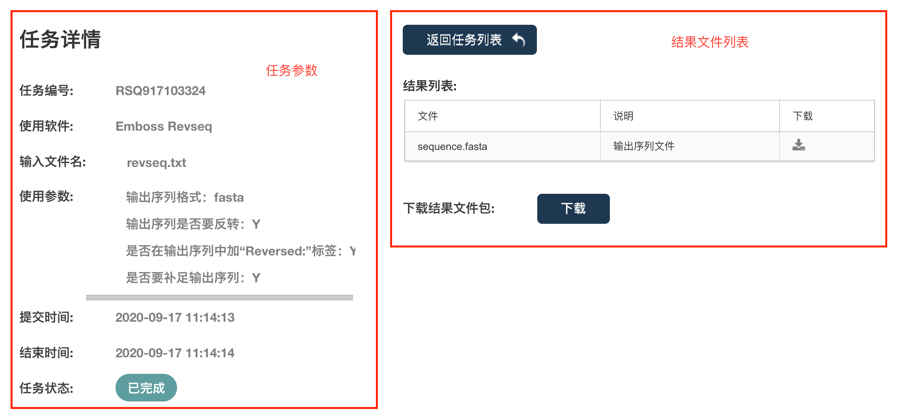 任务详情
任务参数
任务编号: RSQ917103324
使用软件: Emboss Revseq
输入文件名: revseq.txt
使用参数: 输出序列格式：fasta
输出序列是否要反转：Y
是否在输出序列中加“Reversed:”标签：Y
是否要补足输出序列：Y
提交时间: 2020-09-17 11:14:13
结束时间: 2020-09-17 11:14:14
任务状态: 已完成
返回任务列表
结果文件列表
结果列表:
文件 说明 下载
sequence.fasta 输出序列文件
下载结果文件包: 下载